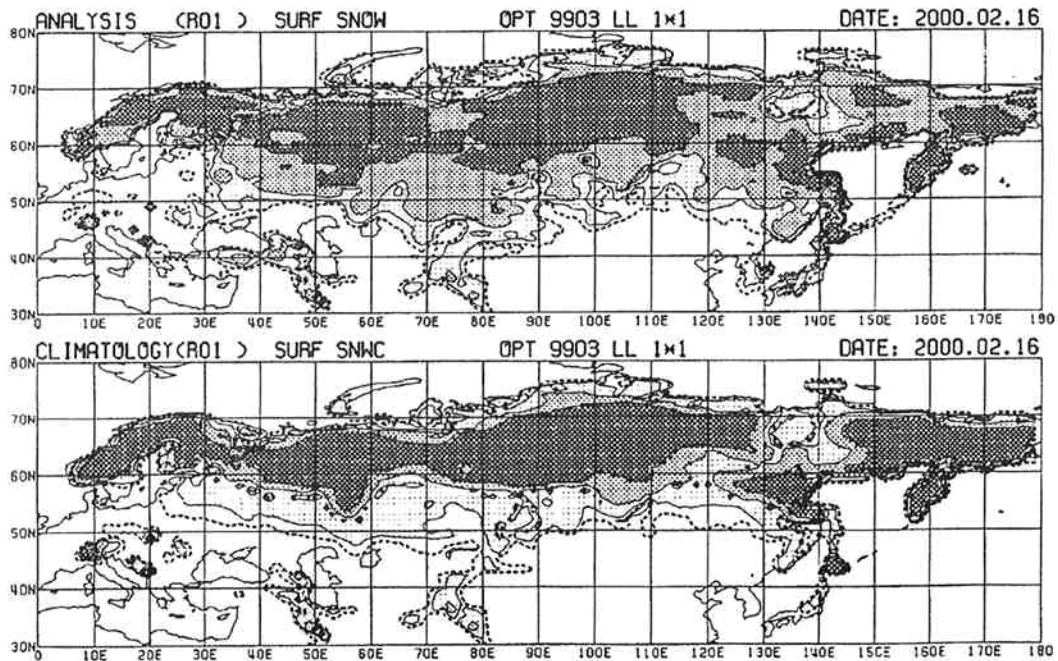 ANALYSIS (R01 ) SURF SNOW OPT 9903 LL 1×1 DATE: 2000.02.16
80N
70N
60N
50N
40N
30N
0 10E 20E 30E 40E 50E 60E 70E 80E 90E 100E 110E 120E 130E 140E 150E 160E 170E 180
CLIMATOLOGY(R01 ) SURF SNWC OPT 9903 LL 1×1 DATE: 2000.02.16
80N
70N
60N
50N
40N
30N
0 10E 20E 30E 40E 50E 60E 70E 80E 90E 100E 110E 120E 130E 140E 150E 160E 170E 180